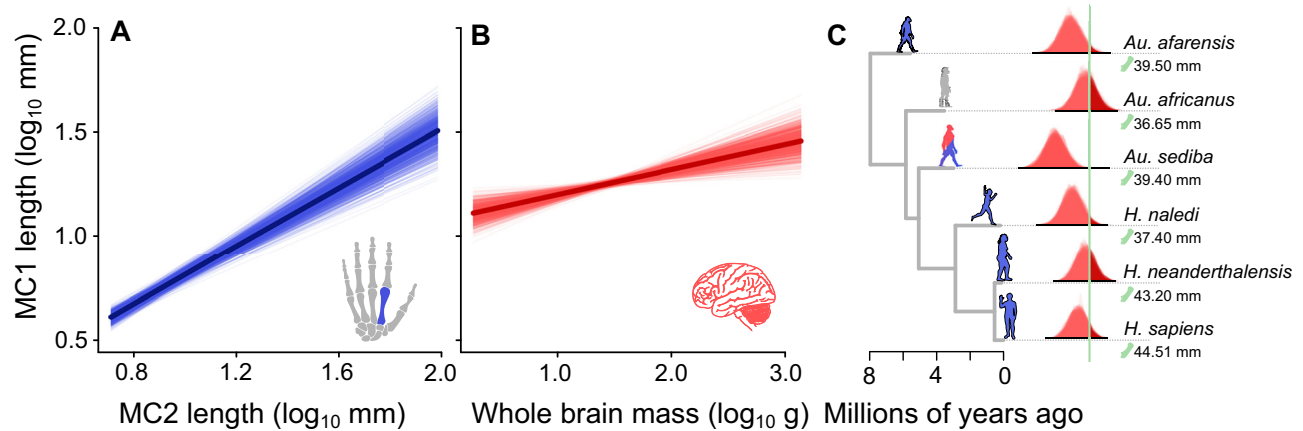 A
B
C
2.0
1.5
1.0
0.5
MC1 length (log10 mm)
0.8
1.2
1.6
2.0
MC2 length (log10 mm)
1.0
2.0
3.0
Whole brain mass (log10 g)
Au. afarensis
39.50 mm
Au. africanus
36.65 mm
Au. sediba
39.40 mm
H. naledi
37.40 mm
H. neanderthalensis
43.20 mm
H. sapiens
44.51 mm
8
4
0
Millions of years ago